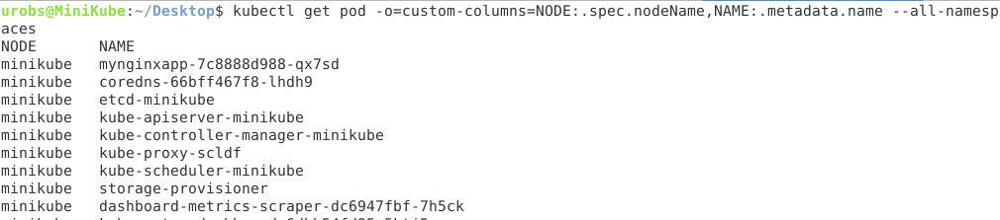 urobs@MiniKube:~/Desktop$ kubectl get pod -o=custom-columns=NODE:.spec.nodeName,NAME:.metadata.name --all-namesp
aces
NODE       NAME
minikube   mynginxapp-7c8888d988-qx7sd
minikube   coredns-66bff467f8-lhdh9
minikube   etcd-minikube
minikube   kube-apiserver-minikube
minikube   kube-controller-manager-minikube
minikube   kube-proxy-scldf
minikube   kube-scheduler-minikube
minikube   storage-provisioner
minikube   dashboard-metrics-scraper-dc6947fbf-7h5ck
minikube